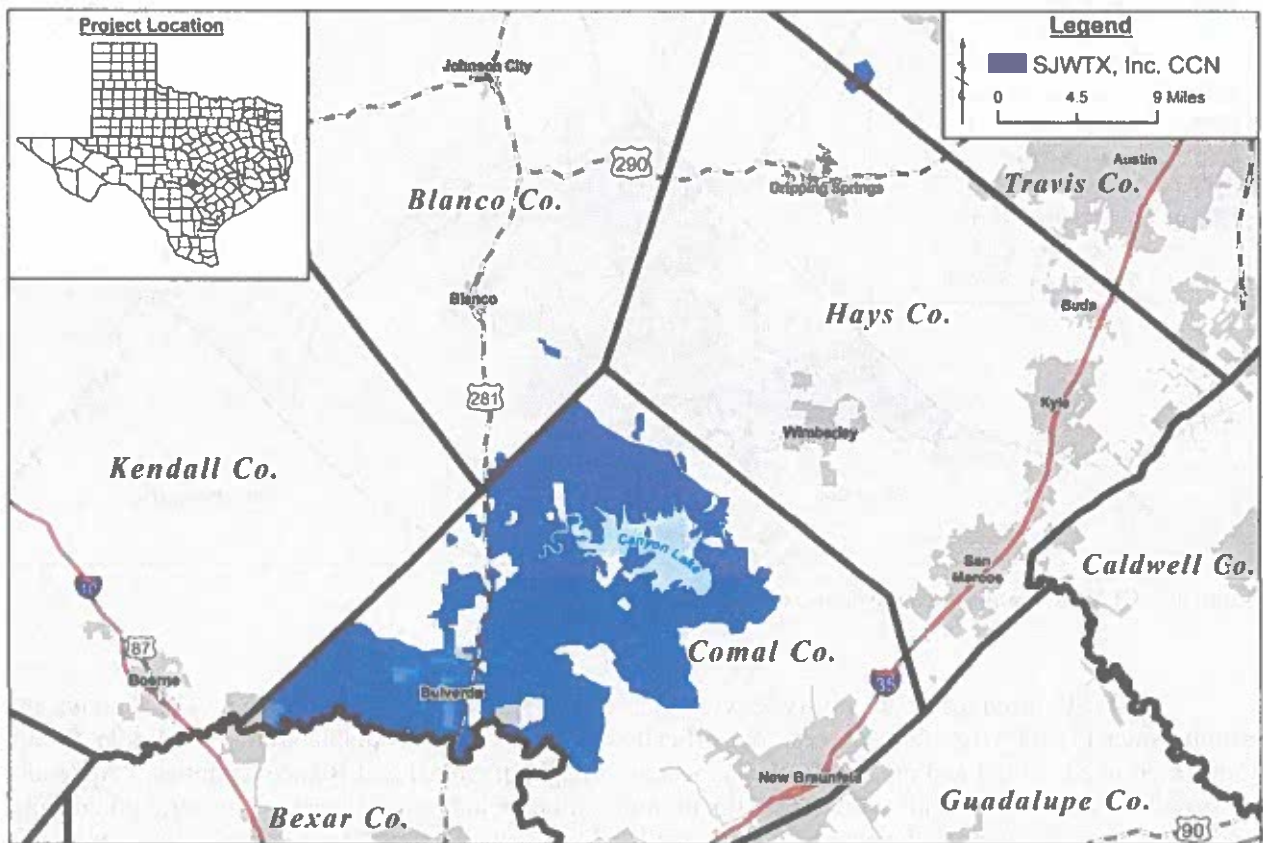 Project Location
Legend
SJWTX, Inc. CCN
0 4.5 9 Miles
Johnson City
290
Dripping Springs
Austin
Travis Co.
Blanco Co.
Blanco
Hays Co.
Buda
281
Kyle
Wimberley
Kendall Co.
Canyon Lake
San
Marcos
Caldwell Co.
10
87
Boerne
Bulverde
Comal Co.
35
New Braunfels
Guadalupe Co.
Bexar Co.
90